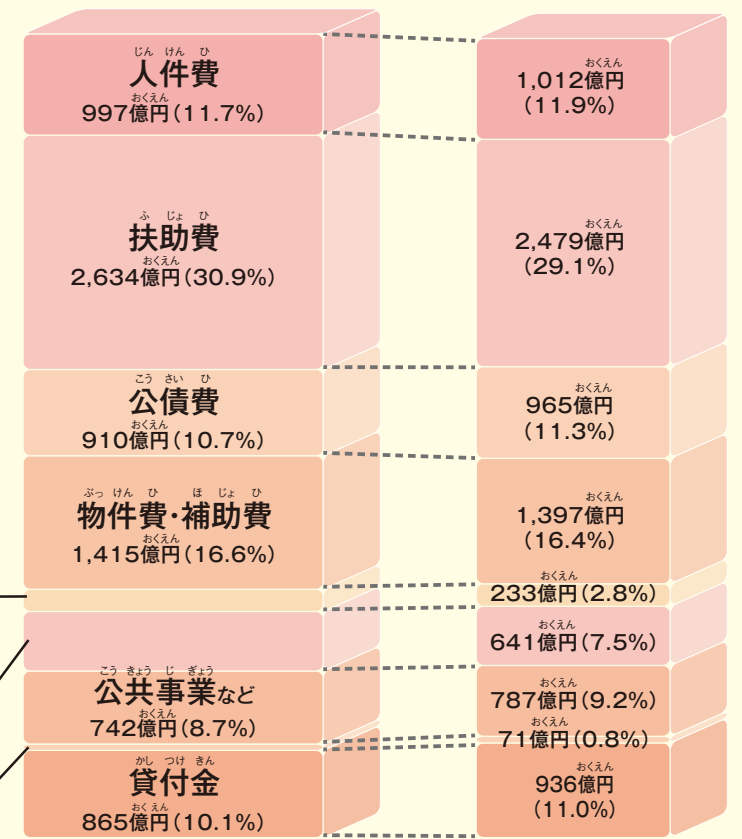 じん けん ひ
人件費
おくえん
997億円(11.7%)
ふ じょ ひ
扶助費
おくえん
2,634億円(30.9%)
こう さい ひ
公債費
おくえん
910億円(10.7%)
ぶっ けん ひ ほ じょ ひ
物件費・補助費
おくえん
1,415億円(16.6%)
こう きょう じ ぎょう
公共事業など
おくえん
742億円(8.7%)
かし つけ きん
貸付金
おくえん
865億円(10.1%)
おくえん
1,012億円
(11.9%)
おくえん
2,479億円
(29.1%)
おくえん
965億円
(11.3%)
おくえん
1,397億円
(16.4%)
おくえん
233億円(2.8%)
おくえん
641億円(7.5%)
おくえん
787億円(9.2%)
おくえん
71億円(0.8%)
おくえん
936億円
(11.0%)